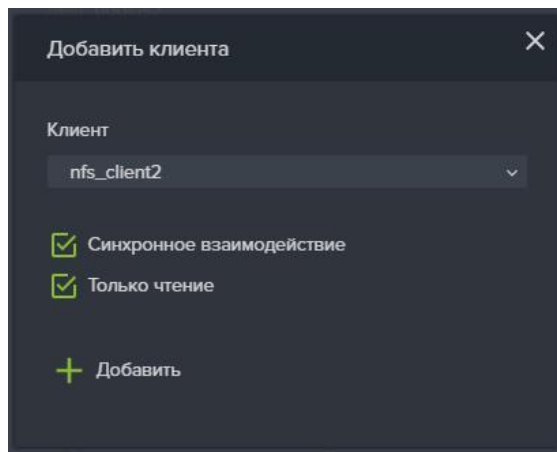 Добавить клиента
Клиент
nfs_client2
Синхронное взаимодействие
Только чтение
Добавить